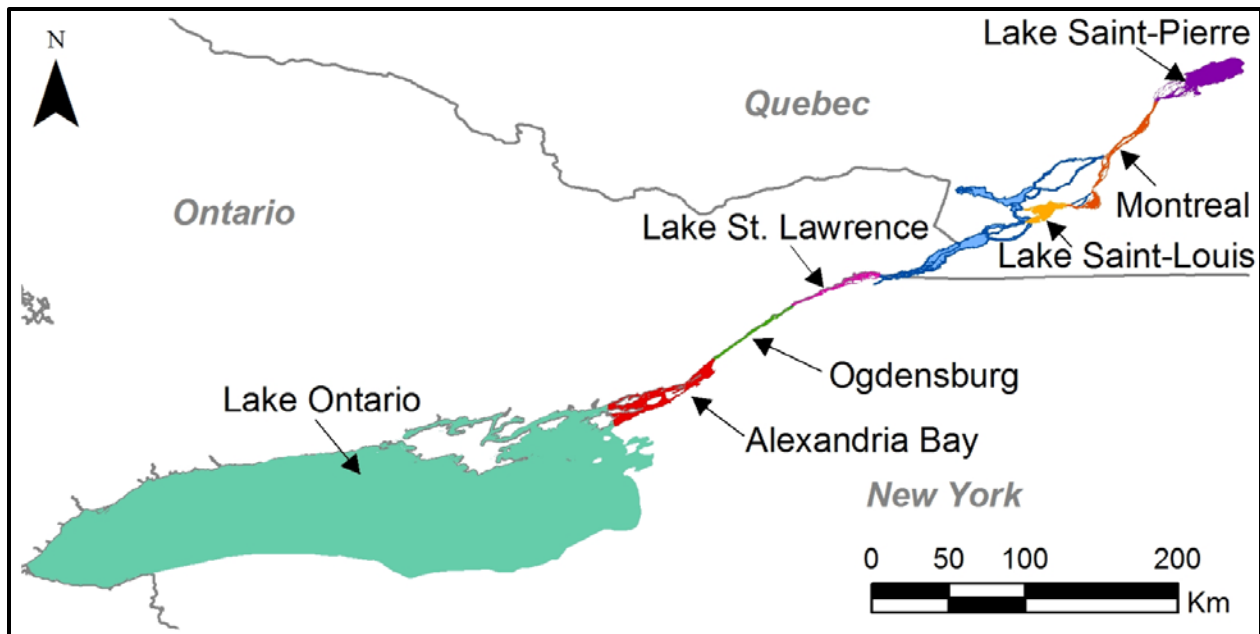 N
Lake Saint-Pierre
Quebec
Ontario
Montreal
Lake St. Lawrence
Lake Saint-Louis
Ogdensburg
Lake Ontario
Alexandria Bay
New York
0 50 100 200
Km